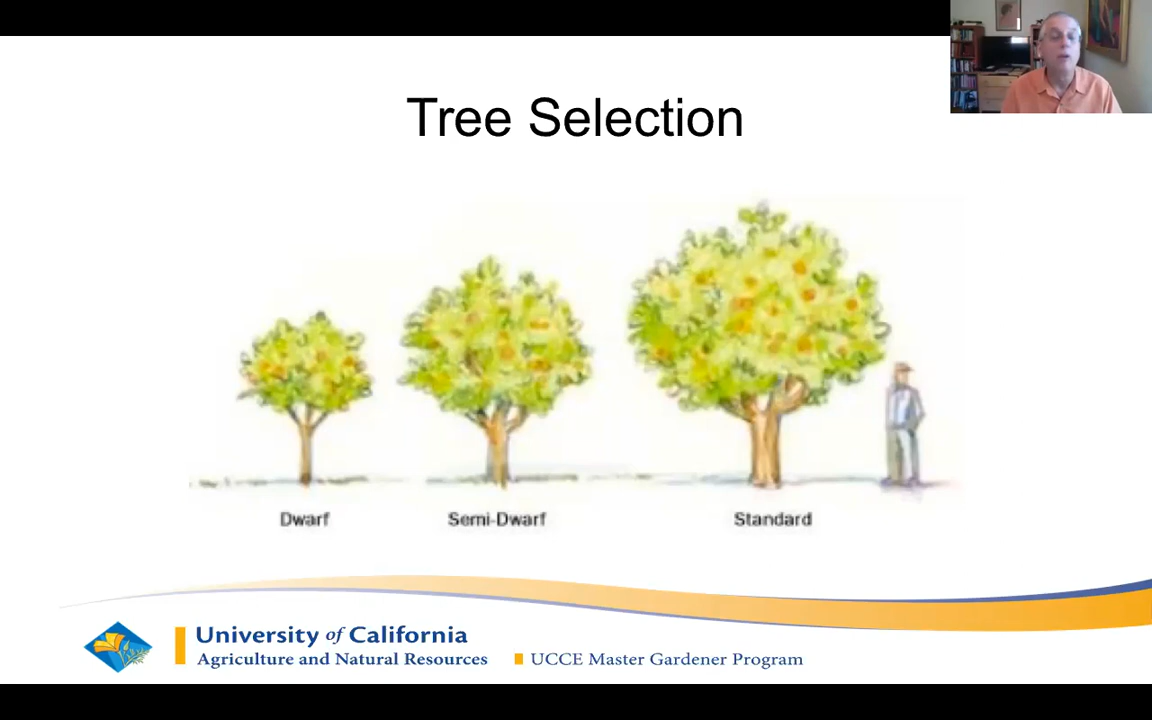 Tree Selection
Dwarf
Semi-Dwarf
Standard
University of California
Agriculture and Natural Resources
UCCE Master Gardener Program